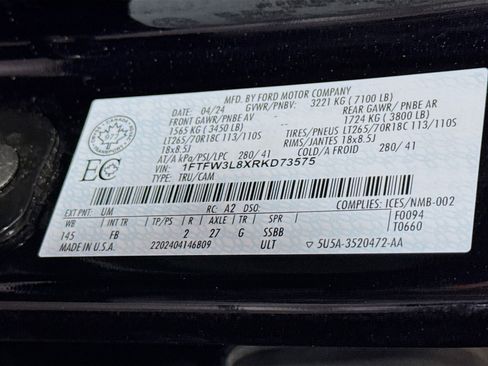 MFD. BY FORD MOTOR COMPANY
DATE: 04/24 GVWR/PNBV: 3221 KG ( 7100 LB)
FRONT GAWR/PNBE AV REAR GAWR/PNBE AR
1565 KG ( 3450 LB) 1724 KG ( 3800 LB)
LT265/70R18C 113/110S TIRES/PNEUS LT265/70R18C 113/110S
18x8.5J 18x8.5J
AT/A kPa/PSI/LPC 280/ 41 COLD/A FROID 280/ 41
VIN: 1FTFW3L8XRKD73575
TYPE: TRU/CAM
CANADA
TRANSPORT
EC
COMPLIES: ICES/NMB-002
EXT PNT: UM RC: A2 DSO: F0094
WB INT TR TP/PS R AXLE TR SPR T0660
145 FB 2 27 G SSBB
2202404146809 ULT 5U5A-3520472-AA